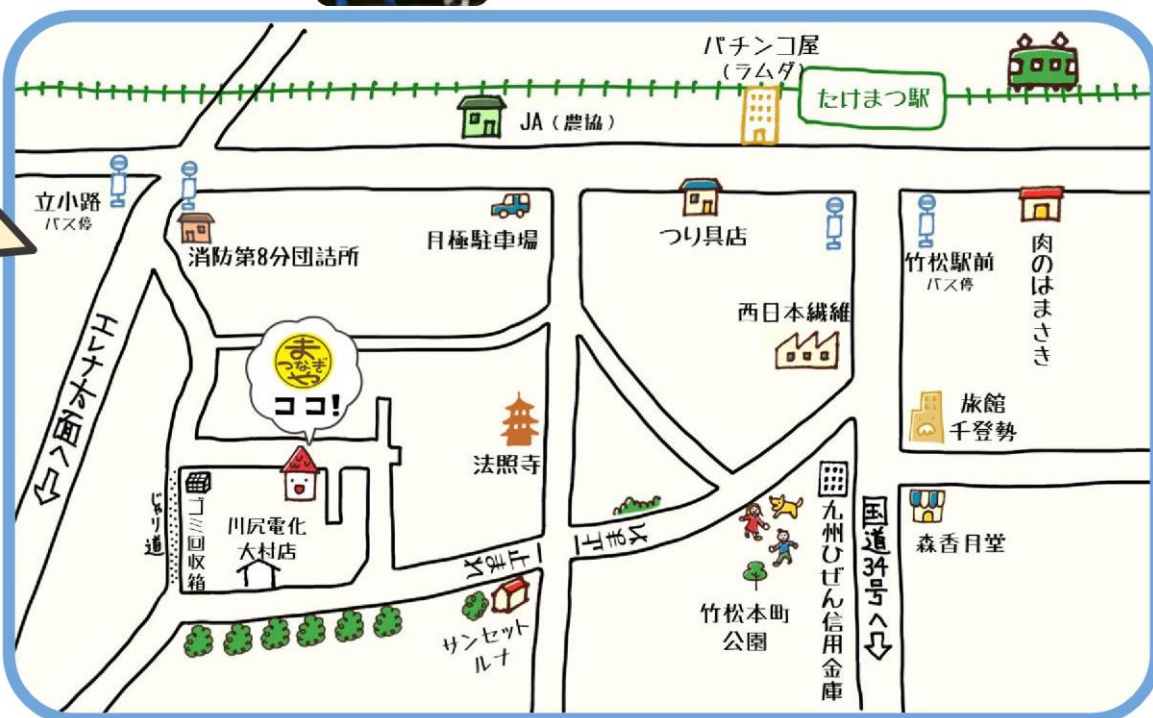 パチンコ屋
(ラムダ)
たけまつ駅
JA(農協)
立小路
バス停
消防第8分団詰所
月極駐車場
つり具店
竹松駅前
バス停
肉のはまさき
西日本繊維
エレナ方面へ
まつなぎや
ココ!
法照寺
旅館
千登勢
じゃり道
ゴミ回収箱
川尻電化
大村店
止まれ
止まれ
九州ひぜん信用金庫
国道34号へ
森香月堂
竹松本町
公園
サンセット
ルナ